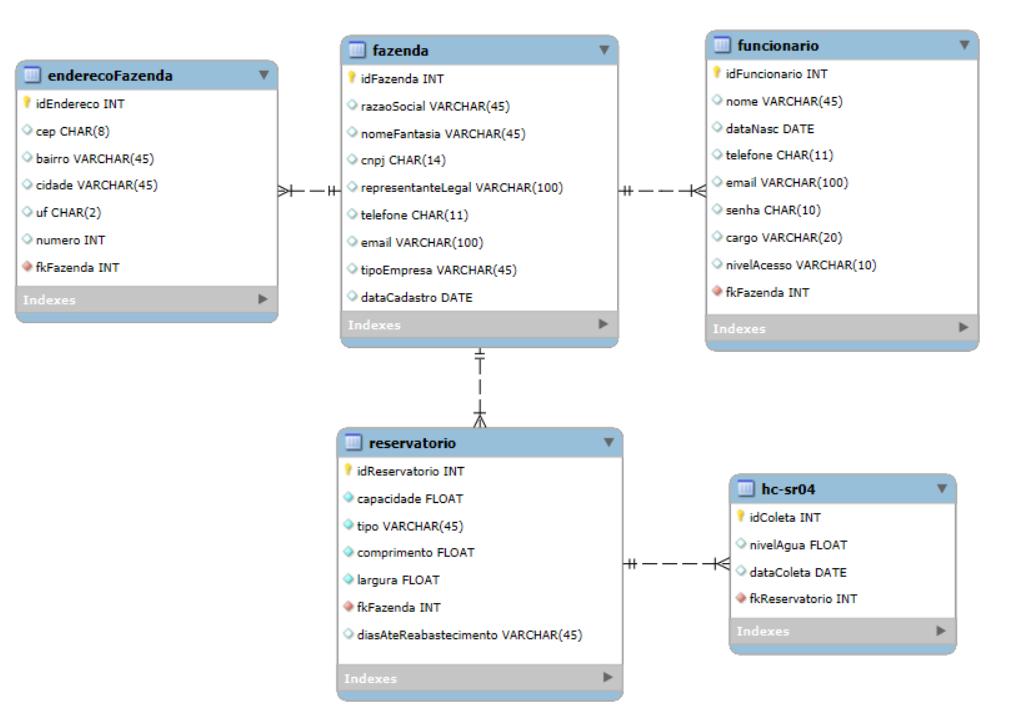 enderecoFazenda
idEndereco INT
cep CHAR(8)
bairro VARCHAR(45)
cidade VARCHAR(45)
uf CHAR(2)
numero INT
fkFazenda INT
Indexes
fazenda
idFazenda INT
razaoSocial VARCHAR(45)
nomeFantasia VARCHAR(45)
cnpj CHAR(14)
representanteLegal VARCHAR(100)
telefone CHAR(11)
email VARCHAR(100)
tipoEmpresa VARCHAR(45)
dataCadastro DATE
Indexes
funcionario
idFuncionario INT
nome VARCHAR(45)
dataNasc DATE
telefone CHAR(11)
email VARCHAR(100)
senha CHAR(10)
cargo VARCHAR(20)
nivelAcesso VARCHAR(10)
fkFazenda INT
Indexes
reservatorio
idReservatorio INT
capacidade FLOAT
tipo VARCHAR(45)
comprimento FLOAT
largura FLOAT
fkFazenda INT
diasAteReabastecimento VARCHAR(45)
Indexes
hc-sr04
idColeta INT
nivelAgua FLOAT
dataColeta DATE
fkReservatorio INT
Indexes